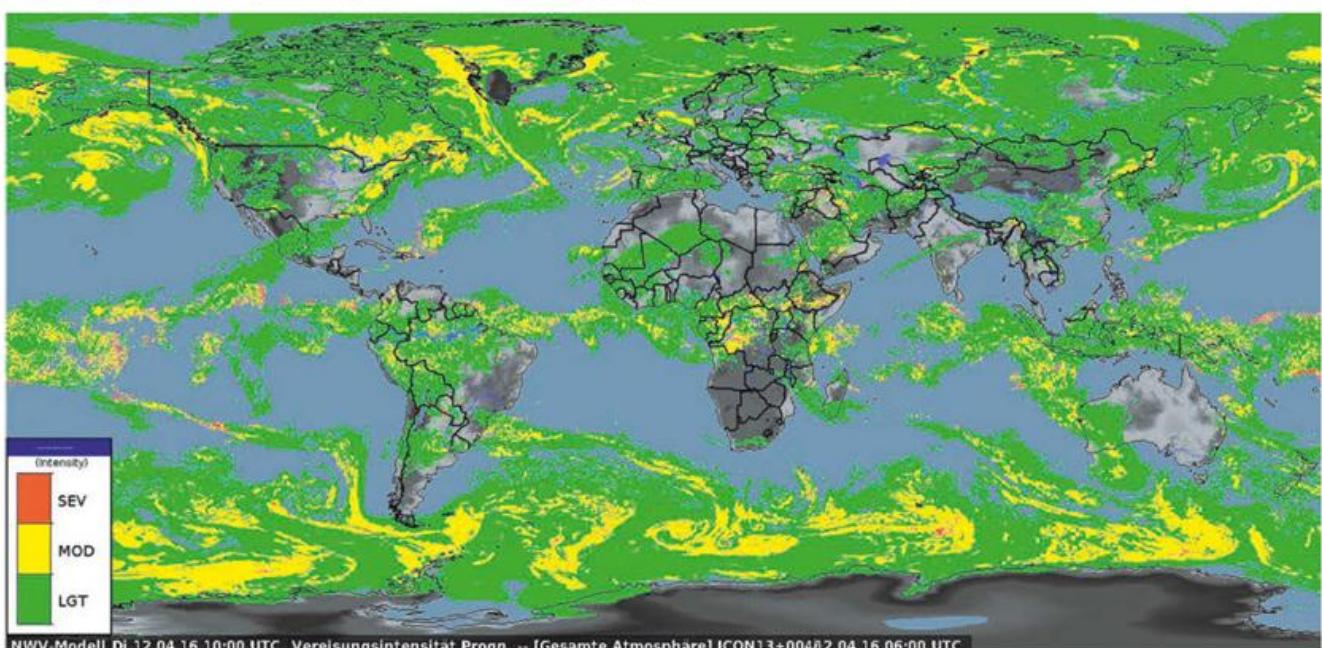 (Intensity)
SEV
MOD
LGT
NWV-Modell Di 12.04.16 10:00 UTC Vereisungsintensität Progn. -- [Gesamte Atmosphäre] ICON13+004h
12.04.16 06:00 UTC